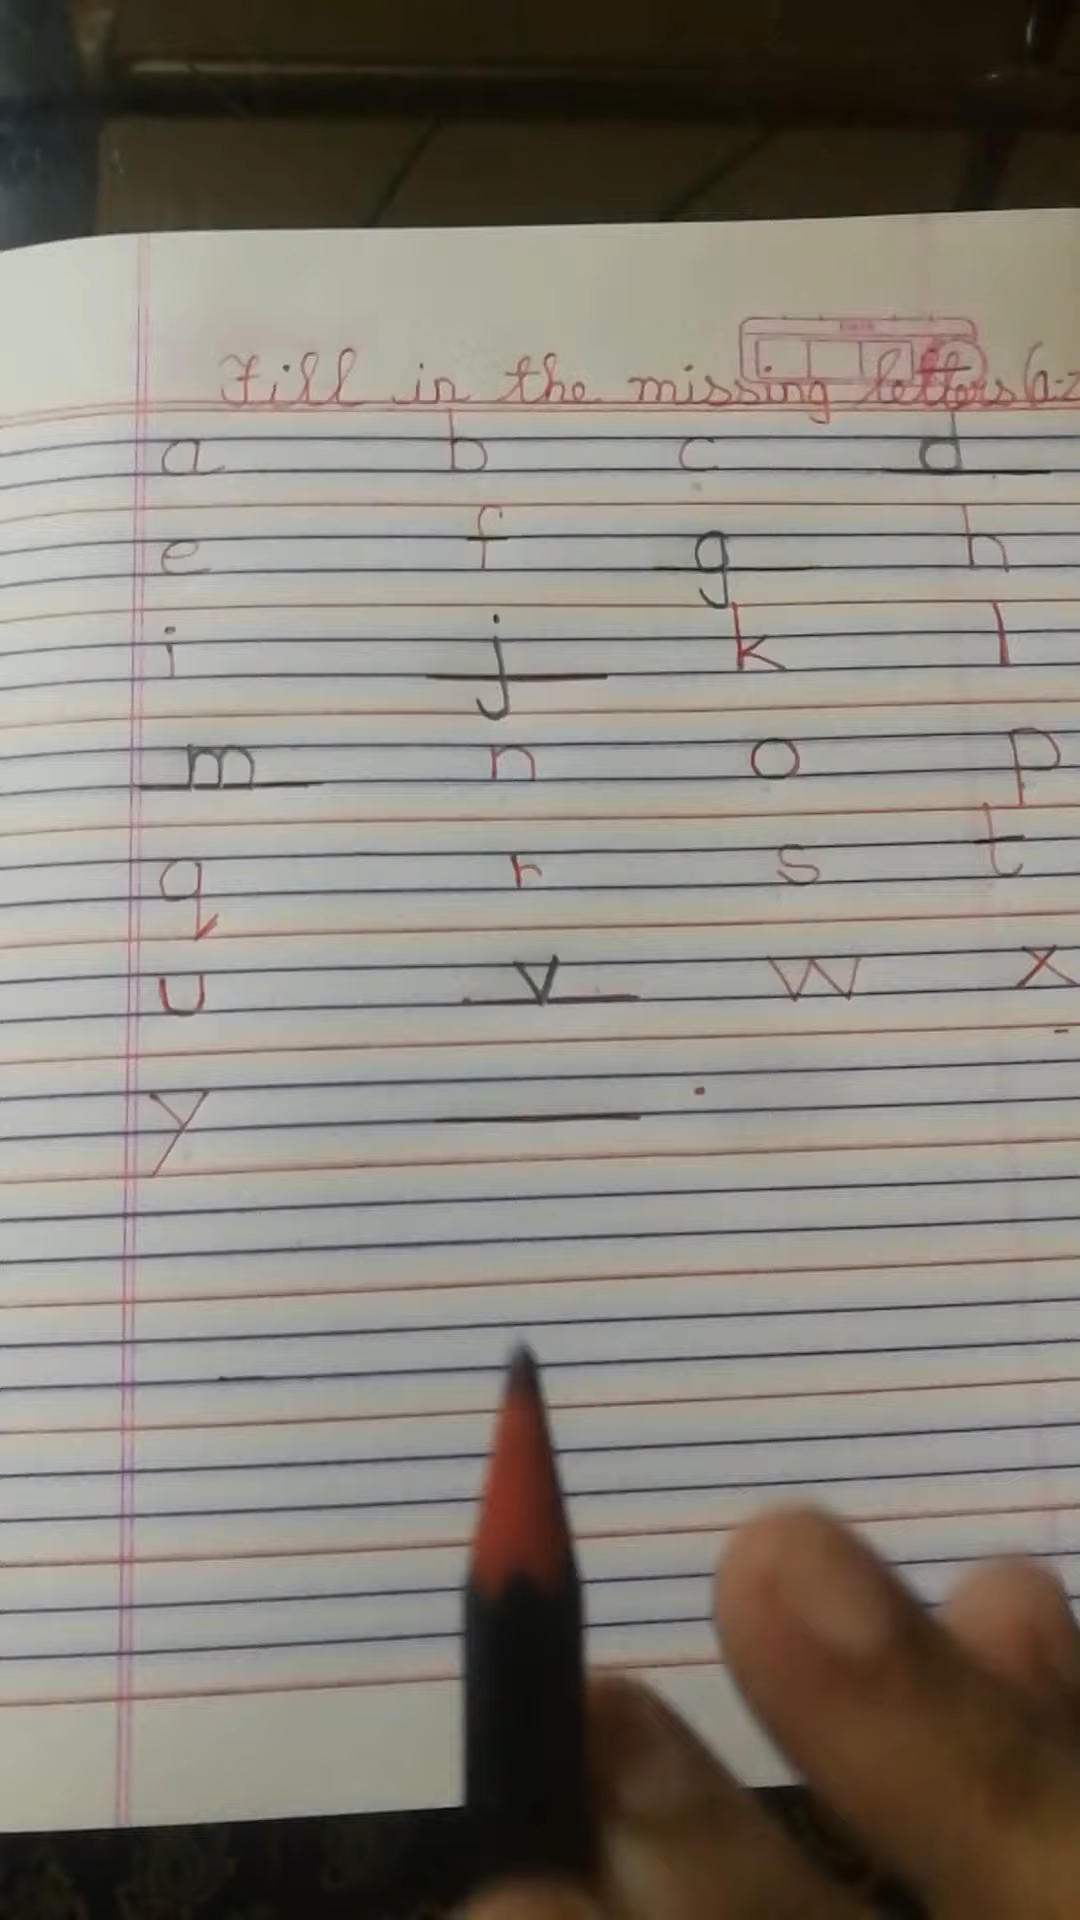 Fill in the missing letters (a-z
a b c d
e f g h
i j k l
m n o p
q r s t
u v w x
y